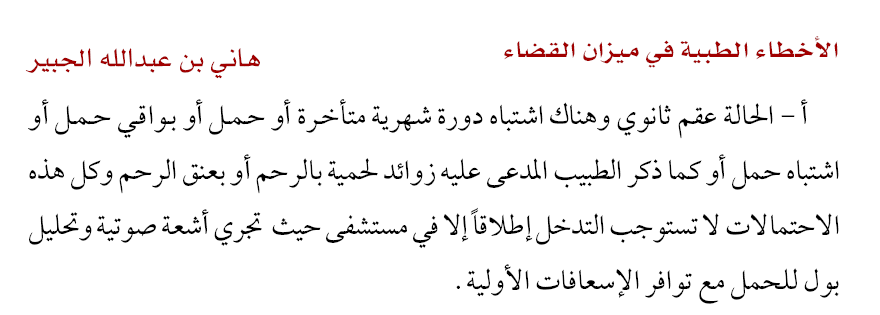 الأخطاء الطبية في ميزان القضاء
هاني بن عبدالله الجبير
أ – الحالة عقم ثانوي وهناك اشتباه دورة شهرية متأخرة أو حمل أو بواقي حمل أو
اشتباه حمل أو كما ذكر الطبيب المدعى عليه زوائد لحمية بالرحم أو بعنق الرحم وكل هذه
الاحتمالات لا تستوجب التدخل إطلاقاً إلا في مستشفى حيث تجري أشعة صوتية وتحليل
بول للحمل مع توافر الإسعافات الأولية .